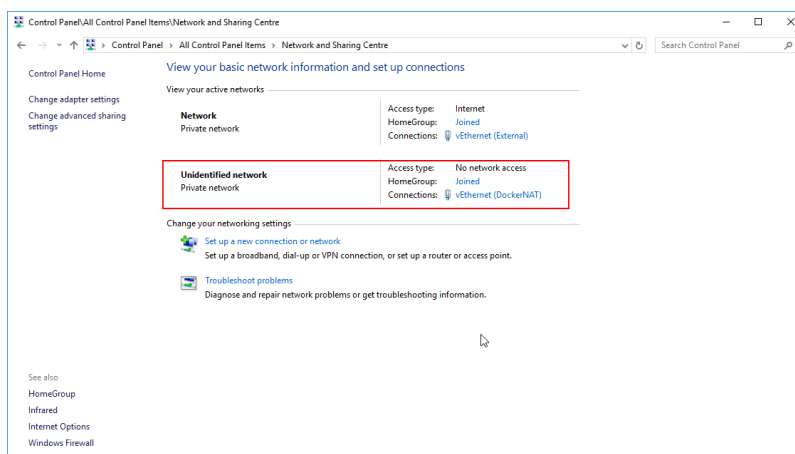 Control Panel\All Control Panel Items\Network and Sharing Centre
Control Panel > All Control Panel Items > Network and Sharing Centre
Search Control Panel
Control Panel Home
Change adapter settings
Change advanced sharing
settings
View your basic network information and set up connections
View your active networks
Network
Private network
Access type: Internet
HomeGroup: Joined
Connections: vEthernet (External)
Unidentified network
Private network
Access type: No network access
HomeGroup: Joined
Connections: vEthernet (DockerNAT)
Change your networking settings
Set up a new connection or network
Set up a broadband, dial-up or VPN connection, or set up a router or access point.
Troubleshoot problems
Diagnose and repair network problems or get troubleshooting information.
See also
HomeGroup
Infrared
Internet Options
Windows Firewall